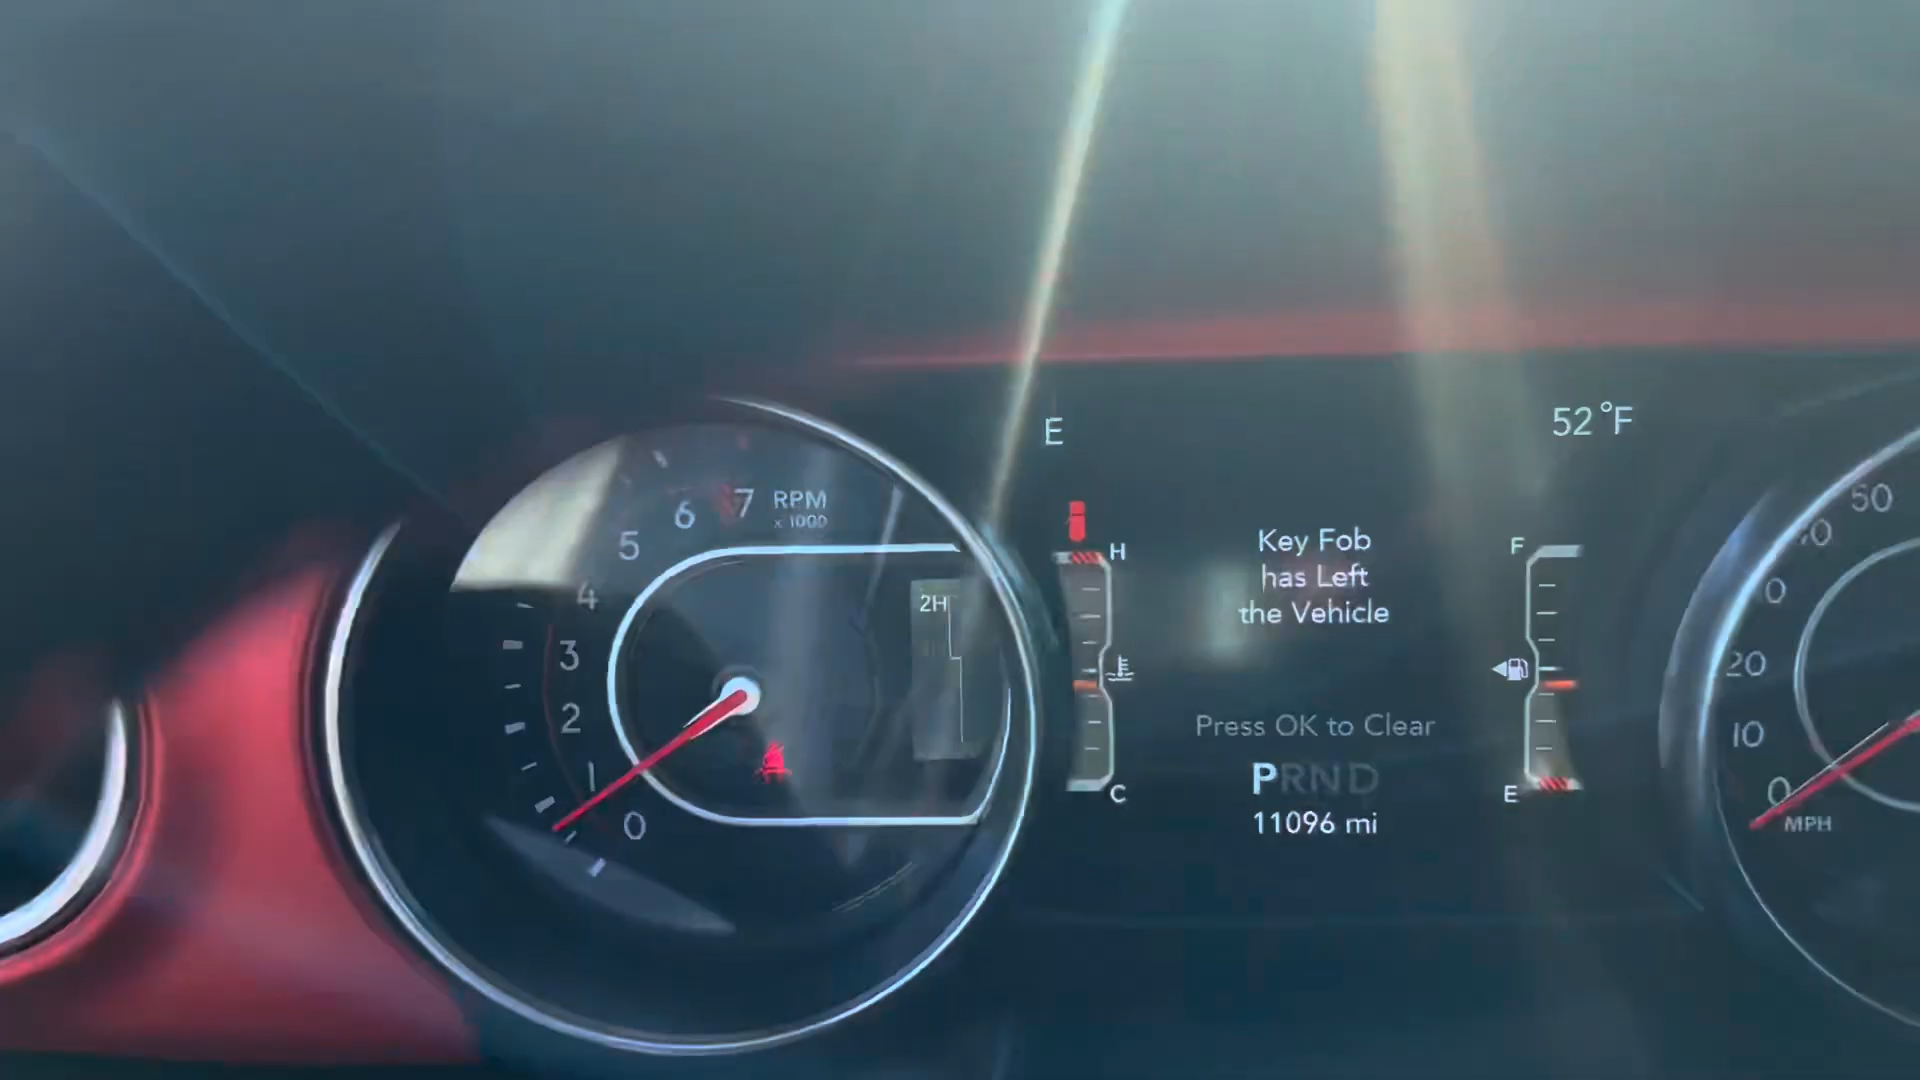 E
52°F
7
RPM
x 1000
6
5
4
3
2
1
0
2H
H
C
Key Fob
has Left
the Vehicle
Press OK to Clear
PRND
11096 mi
F
E
50
20
10
0
MPH